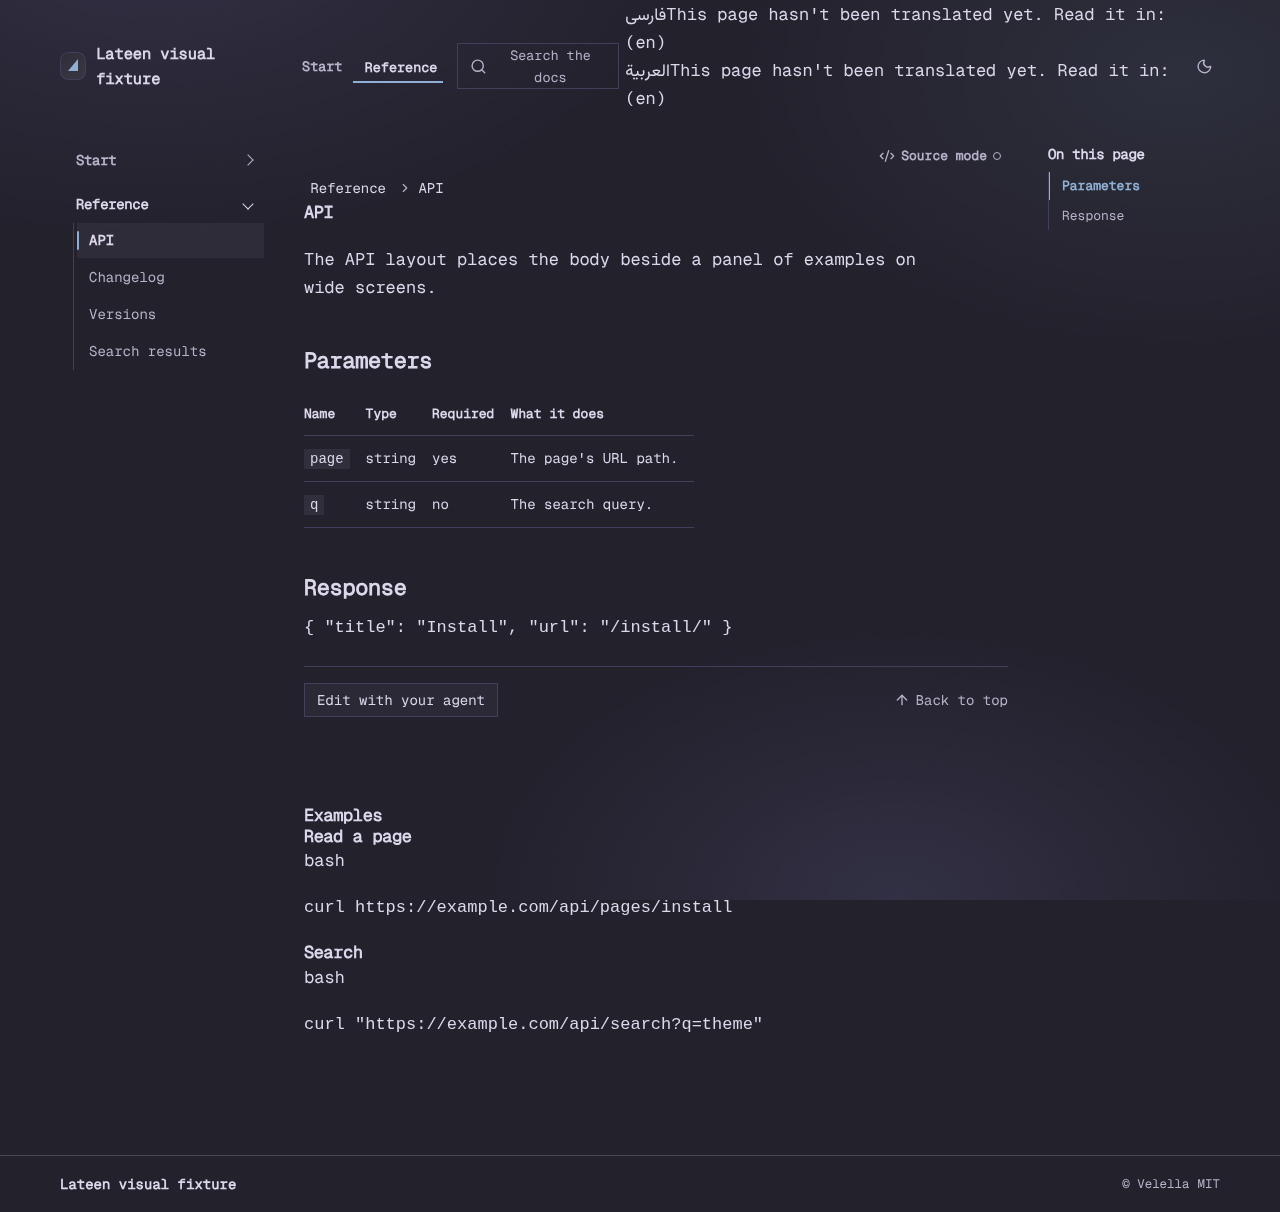 Lateen visual
fixture
Start
Reference
Search the
docs
فارسیThis page hasn't been translated yet. Read it in:
(en)
العربيةThis page hasn't been translated yet. Read it in:
(en)
Start
Reference
API
Changelog
Versions
Search results
Source mode
Reference > API
API
The API layout places the body beside a panel of examples on
wide screens.
Parameters
Name Type Required What it does
page string yes The page's URL path.
q string no The search query.
Response
{ "title": "Install", "url": "/install/" }
Edit with your agent
↑ Back to top
Examples
Read a page
bash
curl https://example.com/api/pages/install
Search
bash
curl "https://example.com/api/search?q=theme"
On this page
Parameters
Response
Lateen visual fixture
© Velella MIT